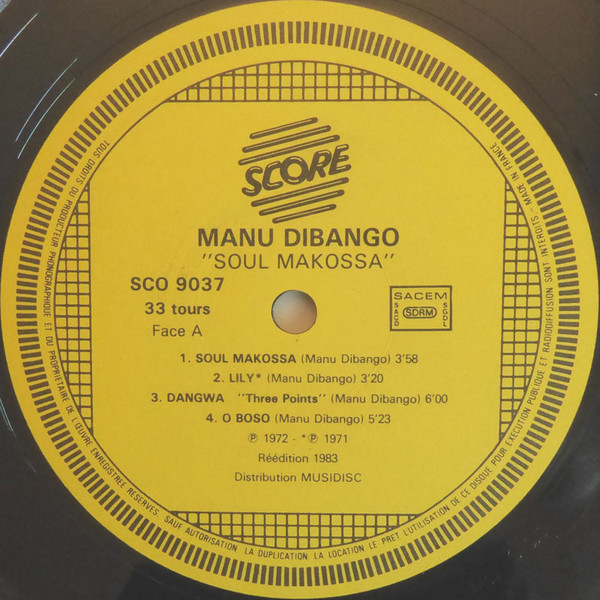 SCORE
MANU DIBANGO
"SOUL MAKOSSA"
SCO 9037
33 tours
Face A
SACEM
SACD
SDRM
SGDL
1. SOUL MAKOSSA (Manu Dibango) 3'58
2. LILY* (Manu Dibango) 3'20
3. DANGWA "Three Points" (Manu Dibango) 6'00
4. O BOSO (Manu Dibango) 5'23
Ⓟ 1972 - *Ⓟ 1971
Réédition 1983
Distribution MUSIDISC
TOUS DROITS DU PRODUCTEUR PHONOGRAPHIQUE ET DU PROPRIETAIRE DE L'ŒUVRE ENREGISTREE RESERVES. SAUF AUTORISATION LA DUPLICATION LA LOCATION LE PRET L'UTILISATION DE CE DISQUE POUR EXECUTION PUBLIQUE ET RADIODIFFUSION SONT INTERDITS - MADE IN FRANCE